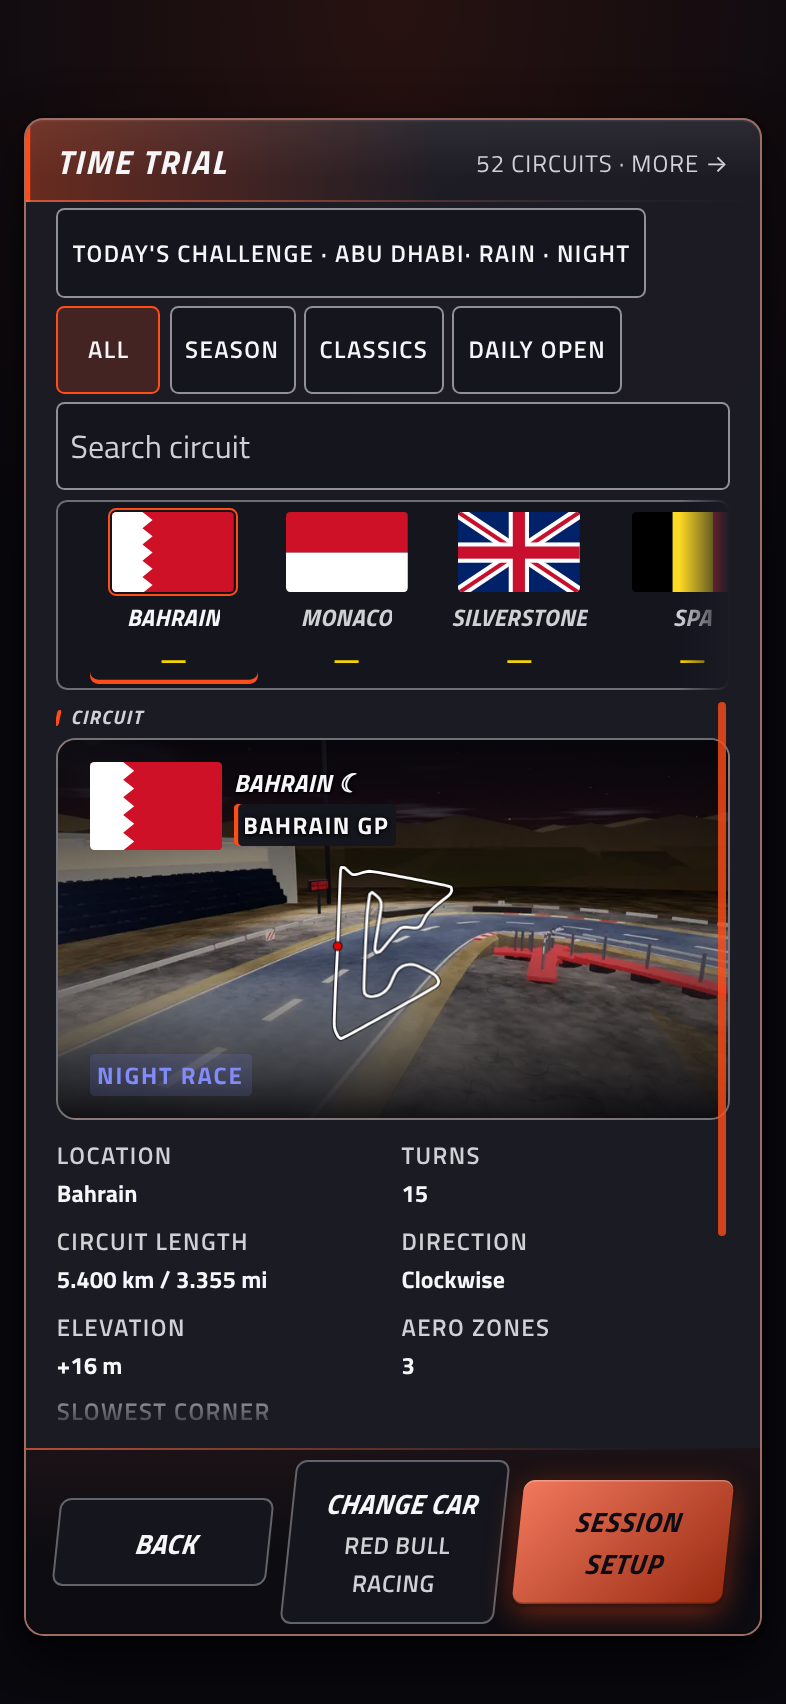 TIME TRIAL
52 CIRCUITS · MORE →
TODAY'S CHALLENGE · ABU DHABI· RAIN · NIGHT
ALL
SEASON
CLASSICS
DAILY OPEN
Search circuit
BAHRAIN
MONACO
SILVERSTONE
SPA
—
—
—
—
CIRCUIT
BAHRAIN ☾
BAHRAIN GP
NIGHT RACE
LOCATION
TURNS
Bahrain
15
CIRCUIT LENGTH
DIRECTION
5.400 km / 3.355 mi
Clockwise
ELEVATION
AERO ZONES
+16 m
3
SLOWEST CORNER
BACK
CHANGE CAR
RED BULL
RACING
SESSION
SETUP